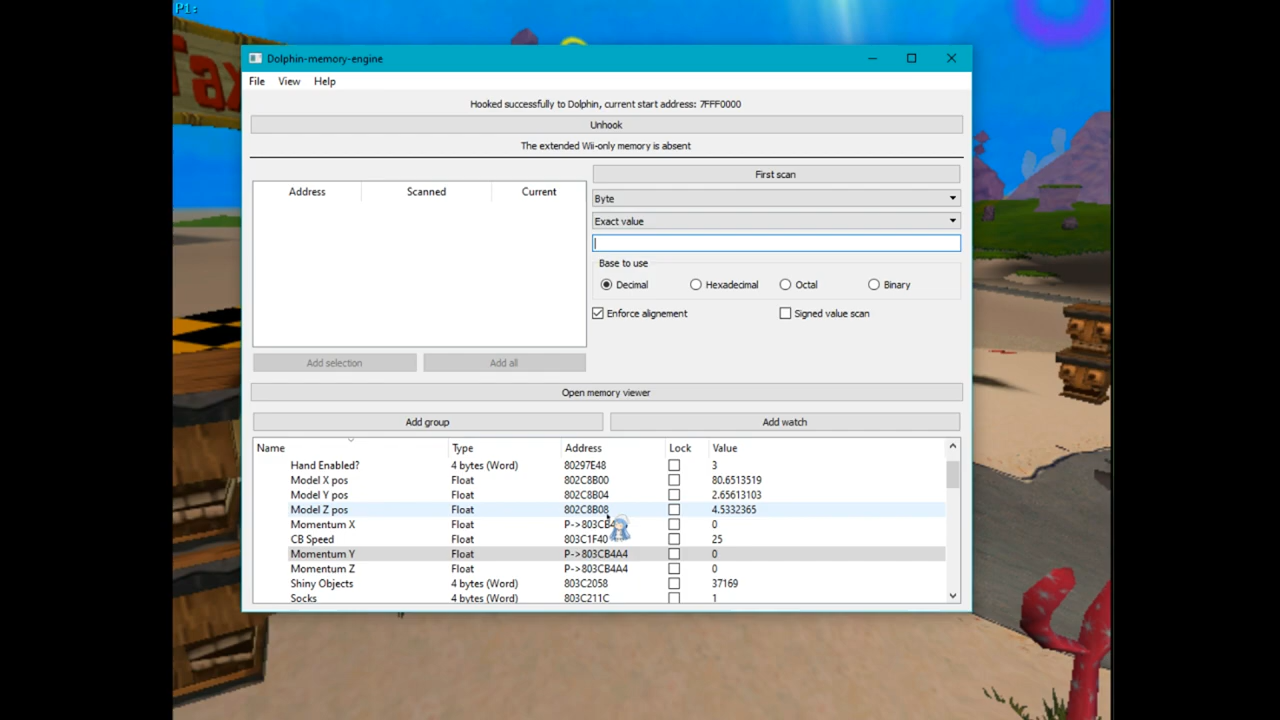 P1:
Dolphin-memory-engine
File View Help
Hooked successfully to Dolphin, current start address: 7FFF0000
Unhook
The extended Wii-only memory is absent
First scan
Address Scanned Current
Byte
Exact value
Base to use
Decimal Hexadecimal Octal Binary
Enforce alignement Signed value scan
Add selection Add all
Open memory viewer
Add group Add watch
Name Type Address Lock Value
Hand Enabled? 4 bytes (Word) 80297E48 3
Model X pos Float 802C8B00 80.6513519
Model Y pos Float 802C8B04 2.65613103
Model Z pos Float 802C8B08 4.5332365
Momentum X Float 0
CB Speed Float 803C1F40 25
Momentum Y Float P->803CB4A4 0
Momentum Z Float P->803CB4A4 0
Shiny Objects 4 bytes (Word) 803C2058 37169
Socks 4 bytes (Word) 803C211C 1